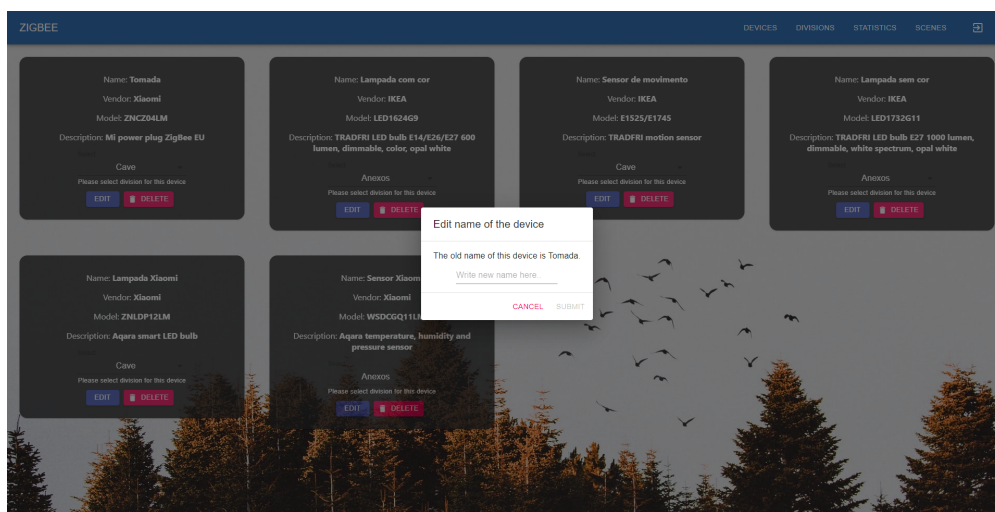 ZIGBEE
DEVICES DIVISIONS STATISTICS SCENES
Name: Tomada
Vendor: Xiaomi
Model: ZNCZ04LM
Description: Mi power plug ZigBee EU
Cave
Please select division for this device
EDIT DELETE
Name: Lampada com cor
Vendor: IKEA
Model: LED1624G9
Description: TRADFRI LED bulb E14/E26/E27 600
lumen, dimmable, color, opal white
Anexos
Please select division for this device
EDIT DELETE
Name: Sensor de movimento
Vendor: IKEA
Model: E1525/E1745
Description: TRADFRI motion sensor
Cave
Please select division for this device
EDIT DELETE
Name: Lampada sem cor
Vendor: IKEA
Model: LED1732G11
Description: TRADFRI LED bulb E27 1000 lumen,
dimmable, white spectrum, opal white
Anexos
Please select division for this device
EDIT DELETE
Edit name of the device
The old name of this device is Tomada.
Write new name here..
CANCEL SUBMIT
Name: Lampada Xiaomi
Vendor: Xiaomi
Model: ZNLDP12LM
Description: Aqara smart LED bulb
Cave
Please select division for this device
EDIT DELETE
Name: Sensor Xiaom
Vendor: Xiaomi
Model: WSDCGQ11L
Description: Aqara temperature, humidity and
pressure sensor
Anexos
Please select division for this device
EDIT DELETE